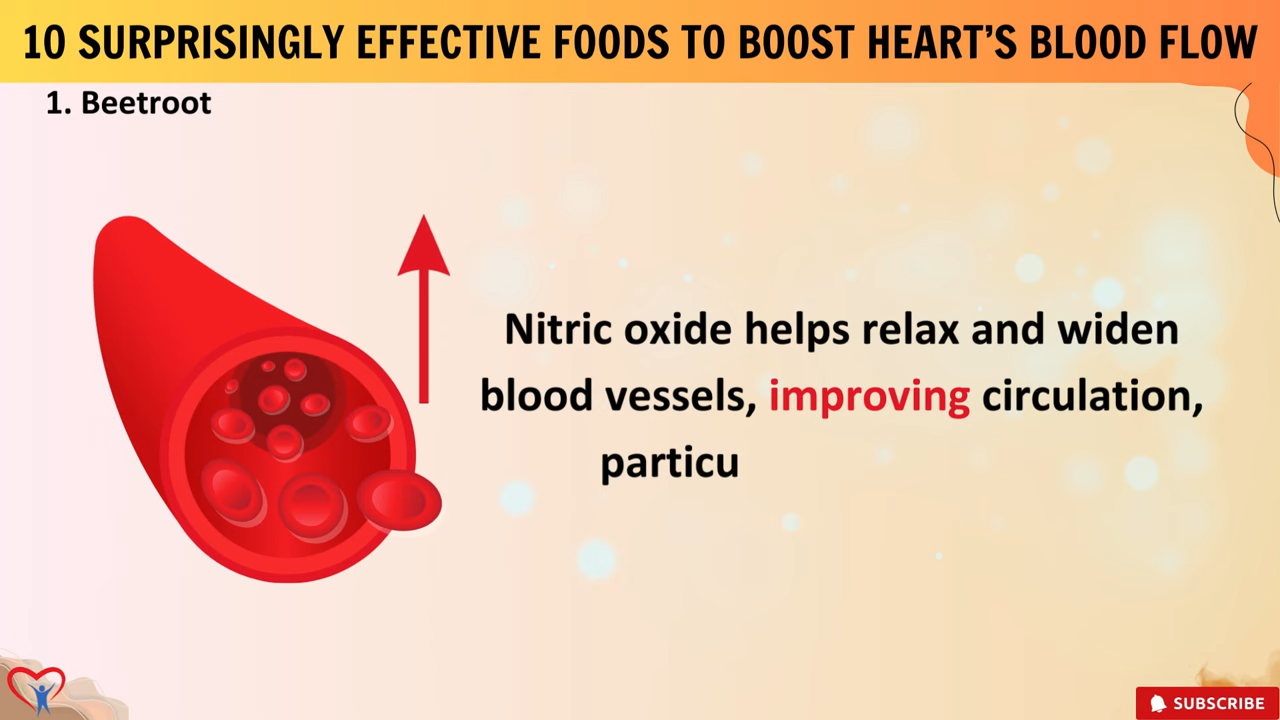 10 SURPRISINGLY EFFECTIVE FOODS TO BOOST HEART'S BLOOD FLOW
1. Beetroot
Nitric oxide helps relax and widen
blood vessels, improving circulation,
particu
SUBSCRIBE